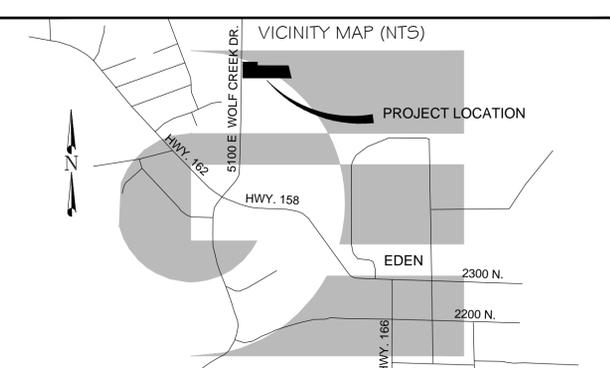 VICINITY MAP (NTS)
5100 E WOLF CREEK DR.
PROJECT LOCATION
HWY. 162
N
HWY. 158
EDEN
2300 N.
2200 N.
HWY. 166